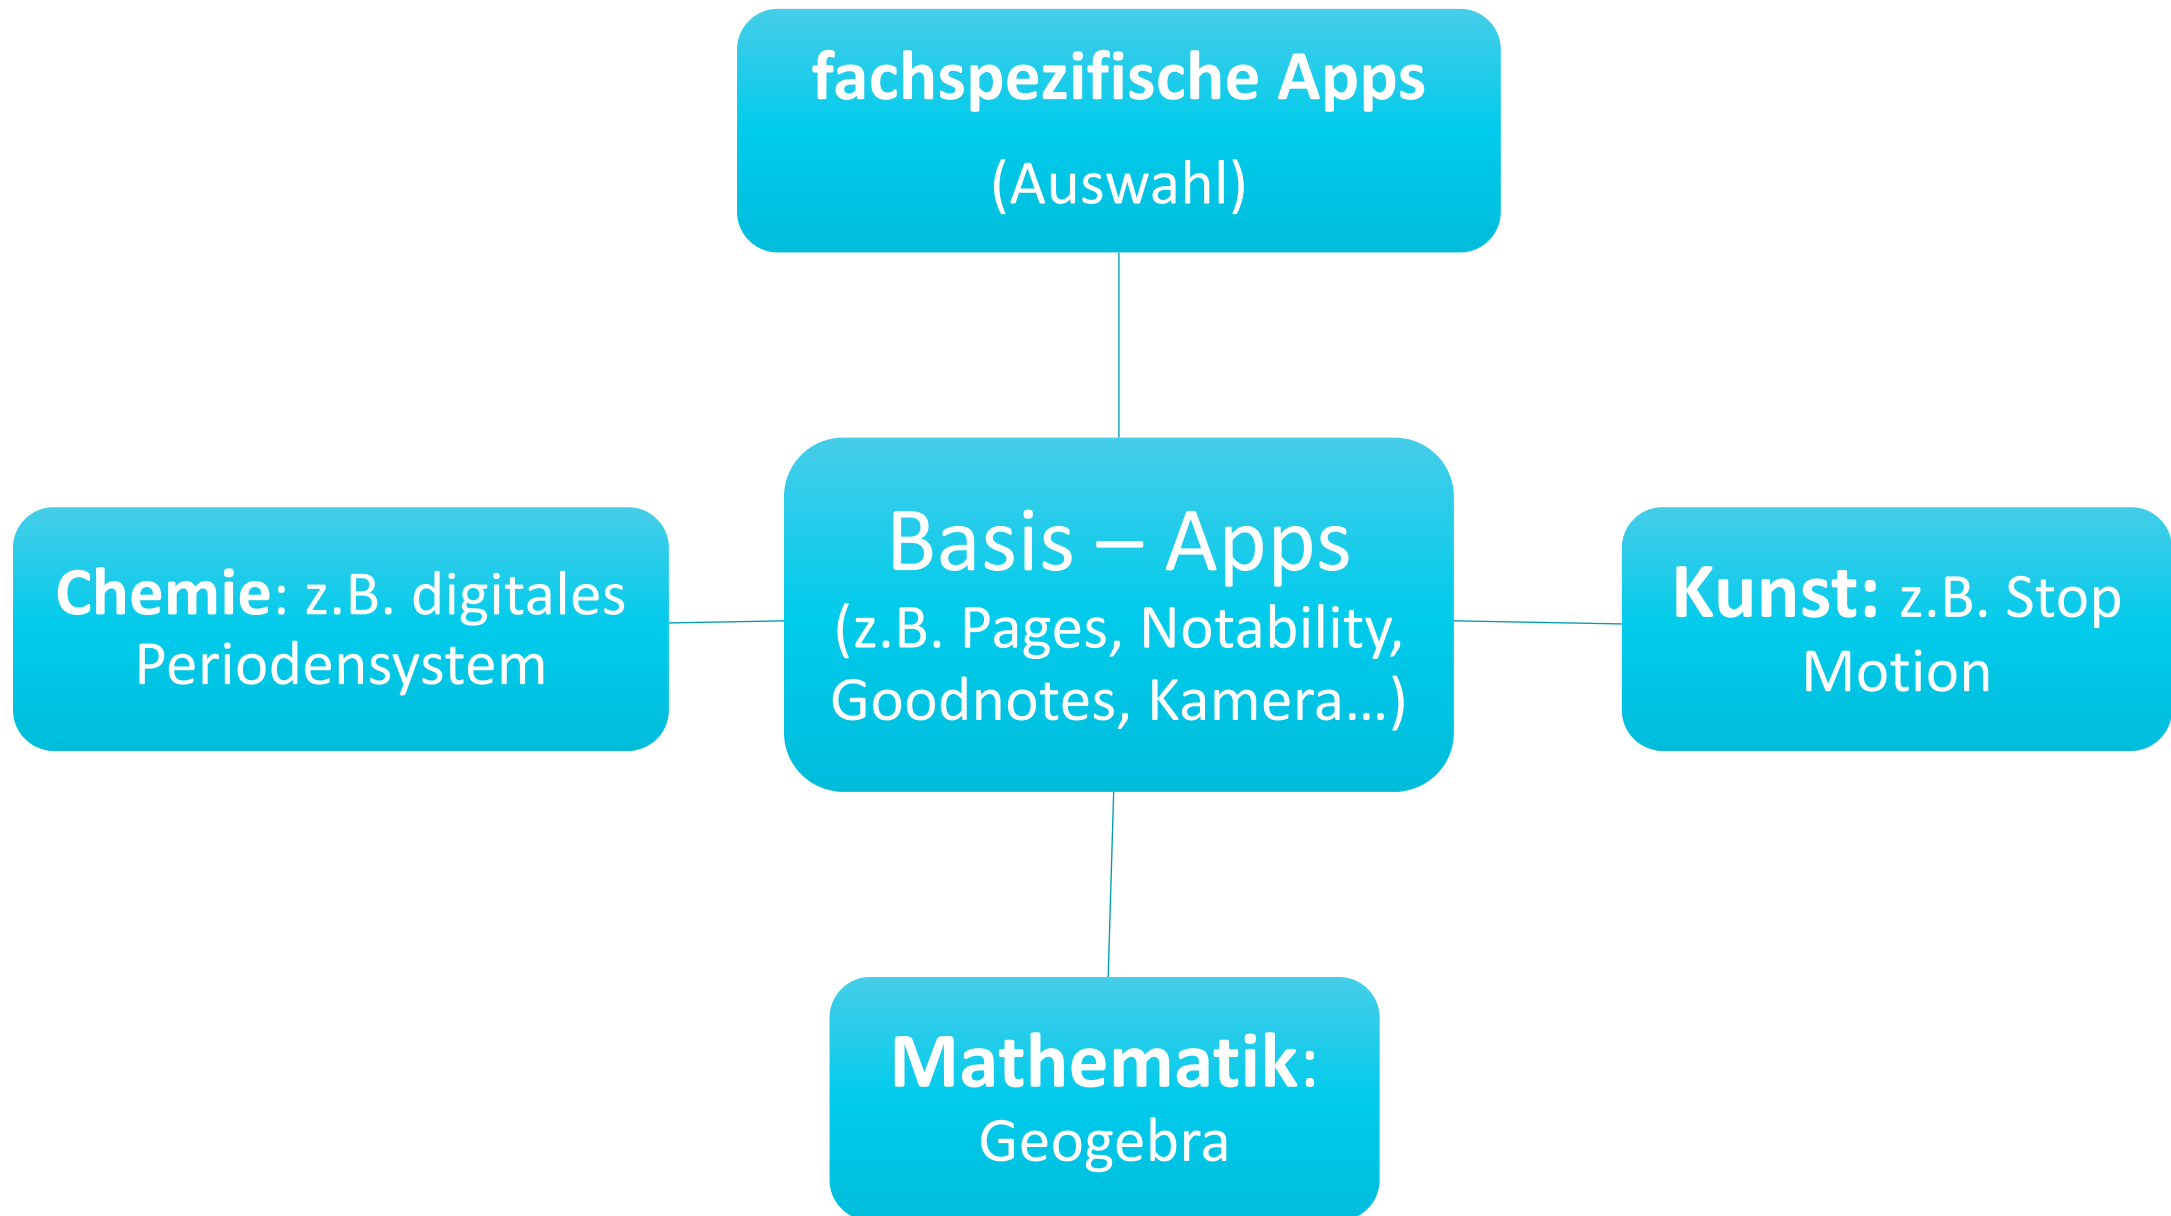 fachspezifische Apps
(Auswahl)
Basis – Apps
(z.B. Pages, Notability,
Goodnotes, Kamera...)
Chemie: z.B. digitales
Periodensystem
Kunst: z.B. Stop
Motion
Mathematik:
Geogebra